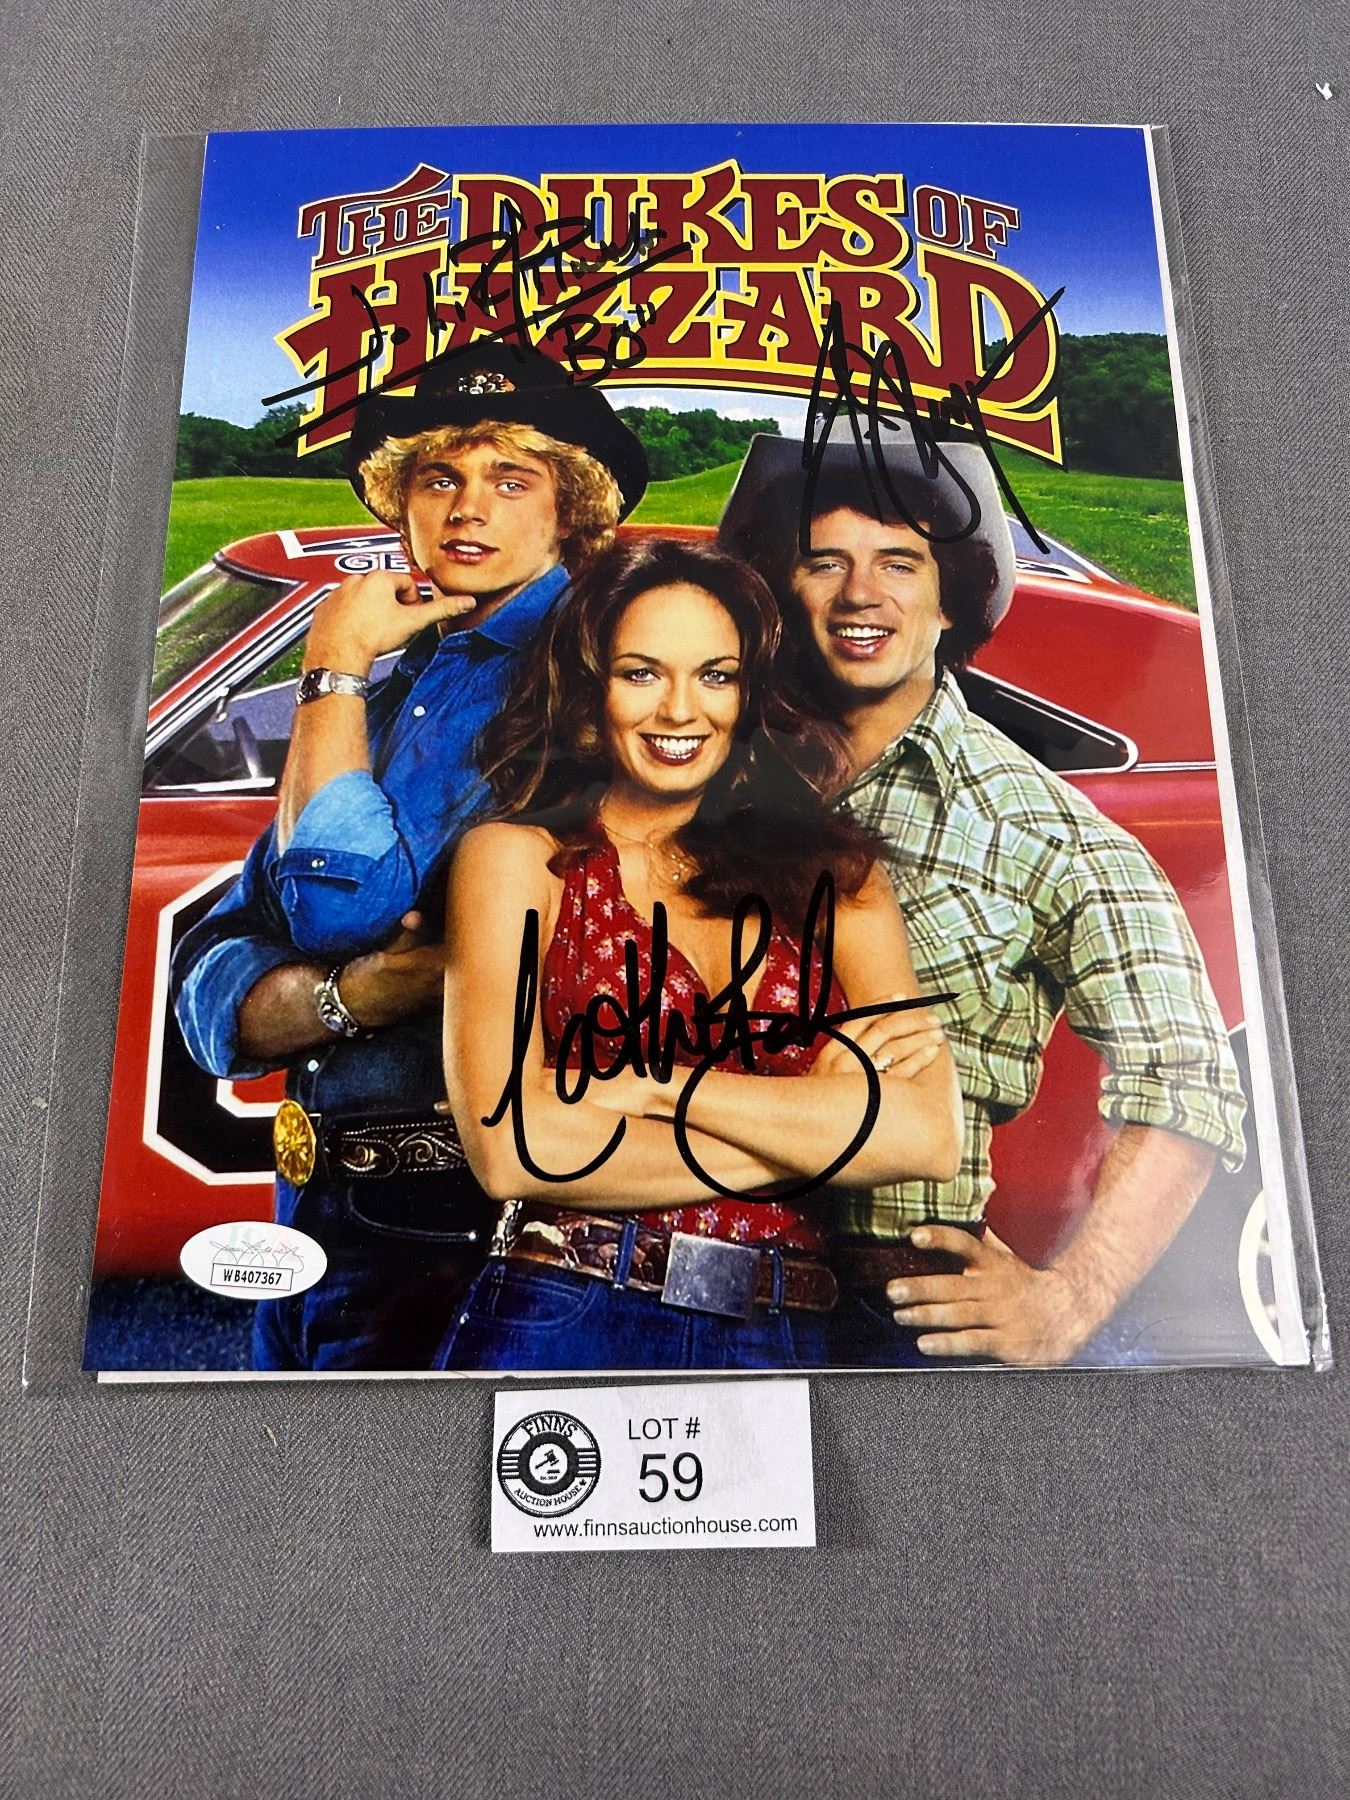 THE DUKES OF
HAZZARD
"BO"
GE
WB407367
FINNS
AUCTION HOUSE
LOT #
59
www.finnsauctionhouse.com